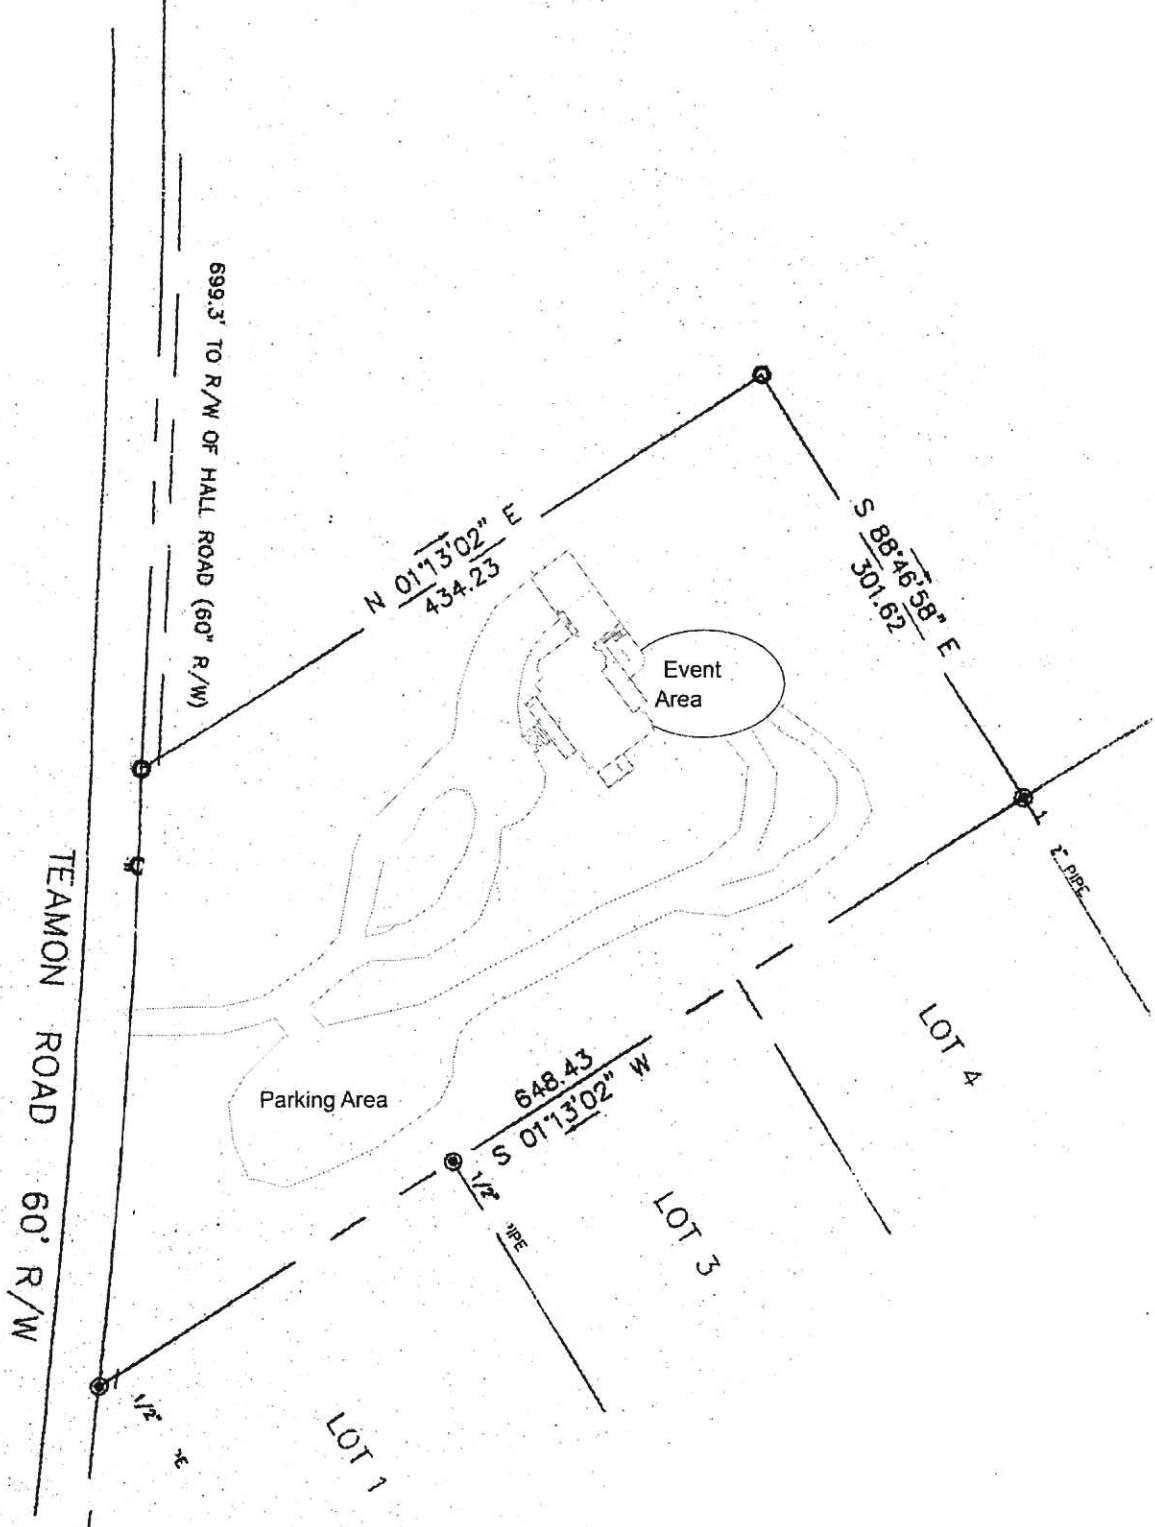 699.3' TO R/W OF HALL ROAD (60" R/W)
N 01°13'02" E
434.23
S 88°46'58" E
301.62
Event
Area
PIPE
LOT 4
648.43
S 01°13'02" W
Parking Area
1/2"
LOT 3
TEAMON ROAD 60' R/W
1/2"
LOT 1